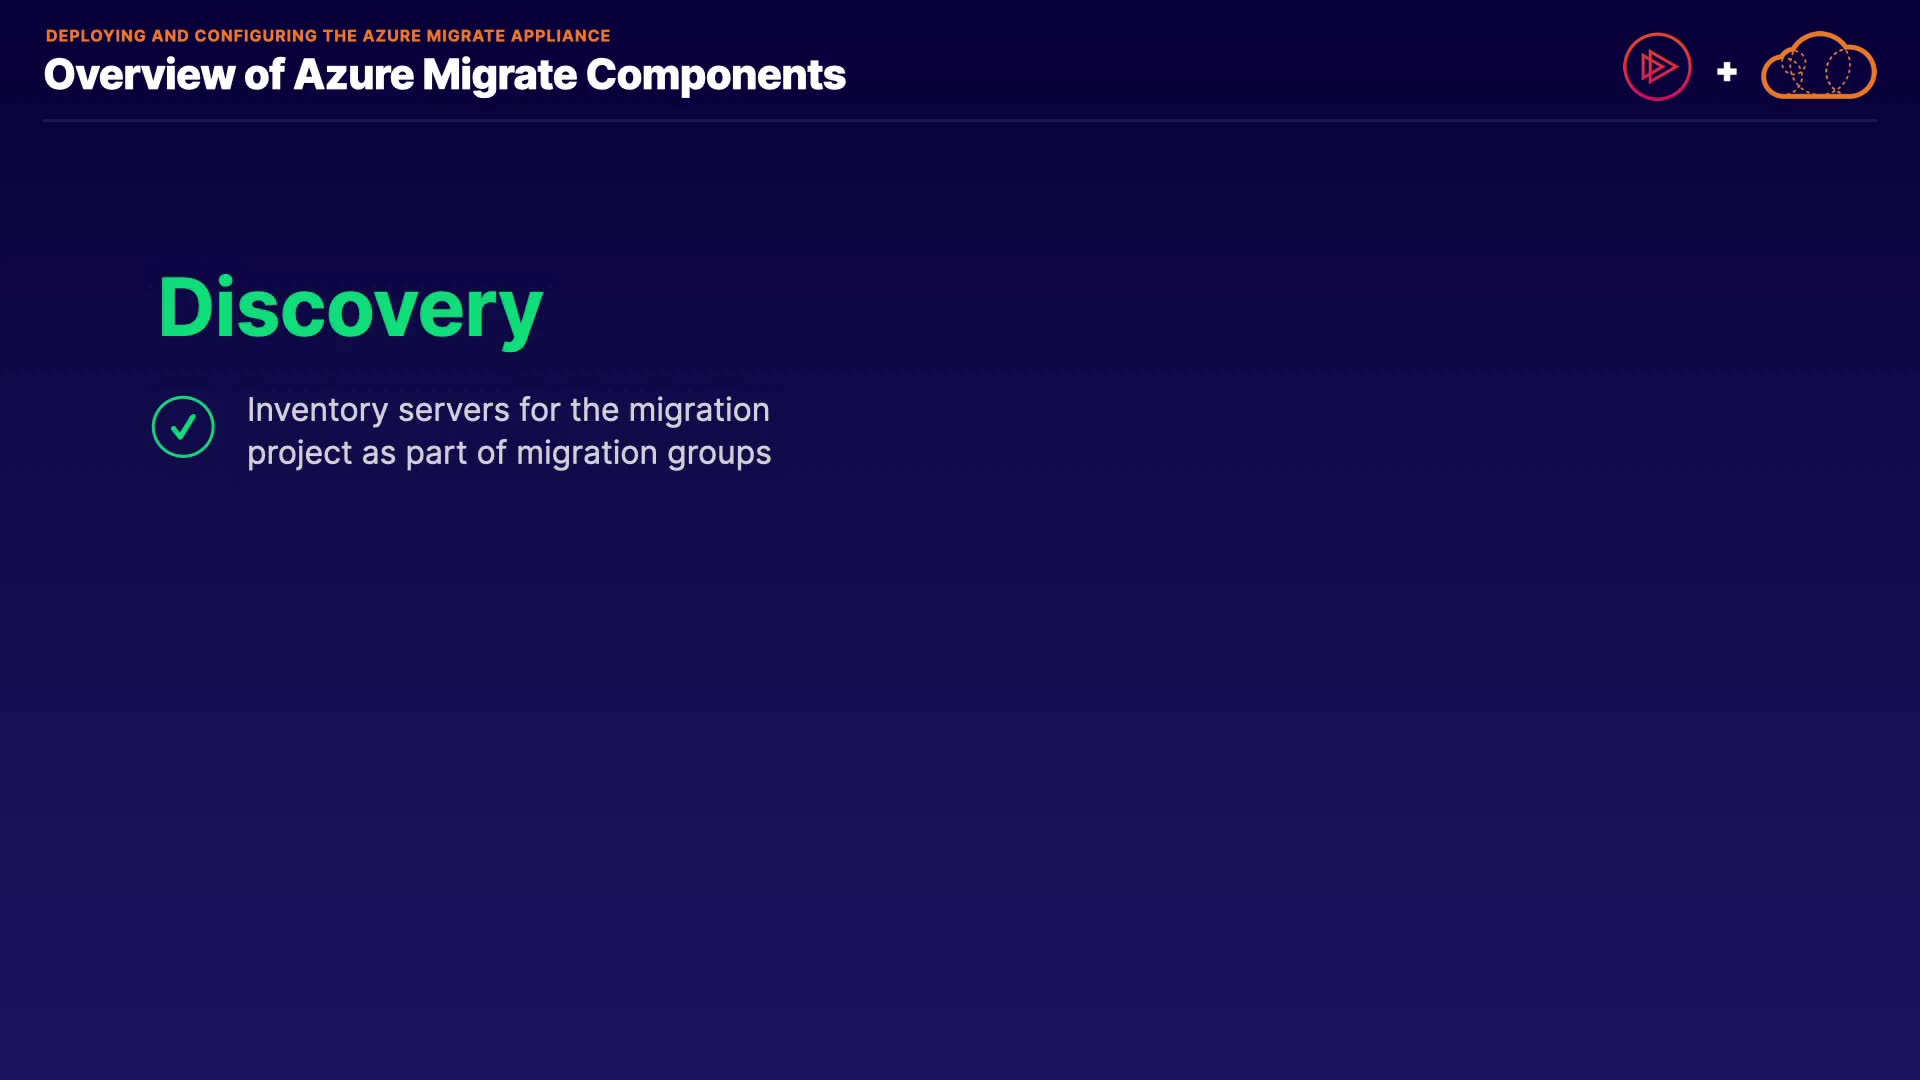 DEPLOYING AND CONFIGURING THE AZURE MIGRATE APPLIANCE
Overview of Azure Migrate Components
Discovery
Inventory servers for the migration
project as part of migration groups